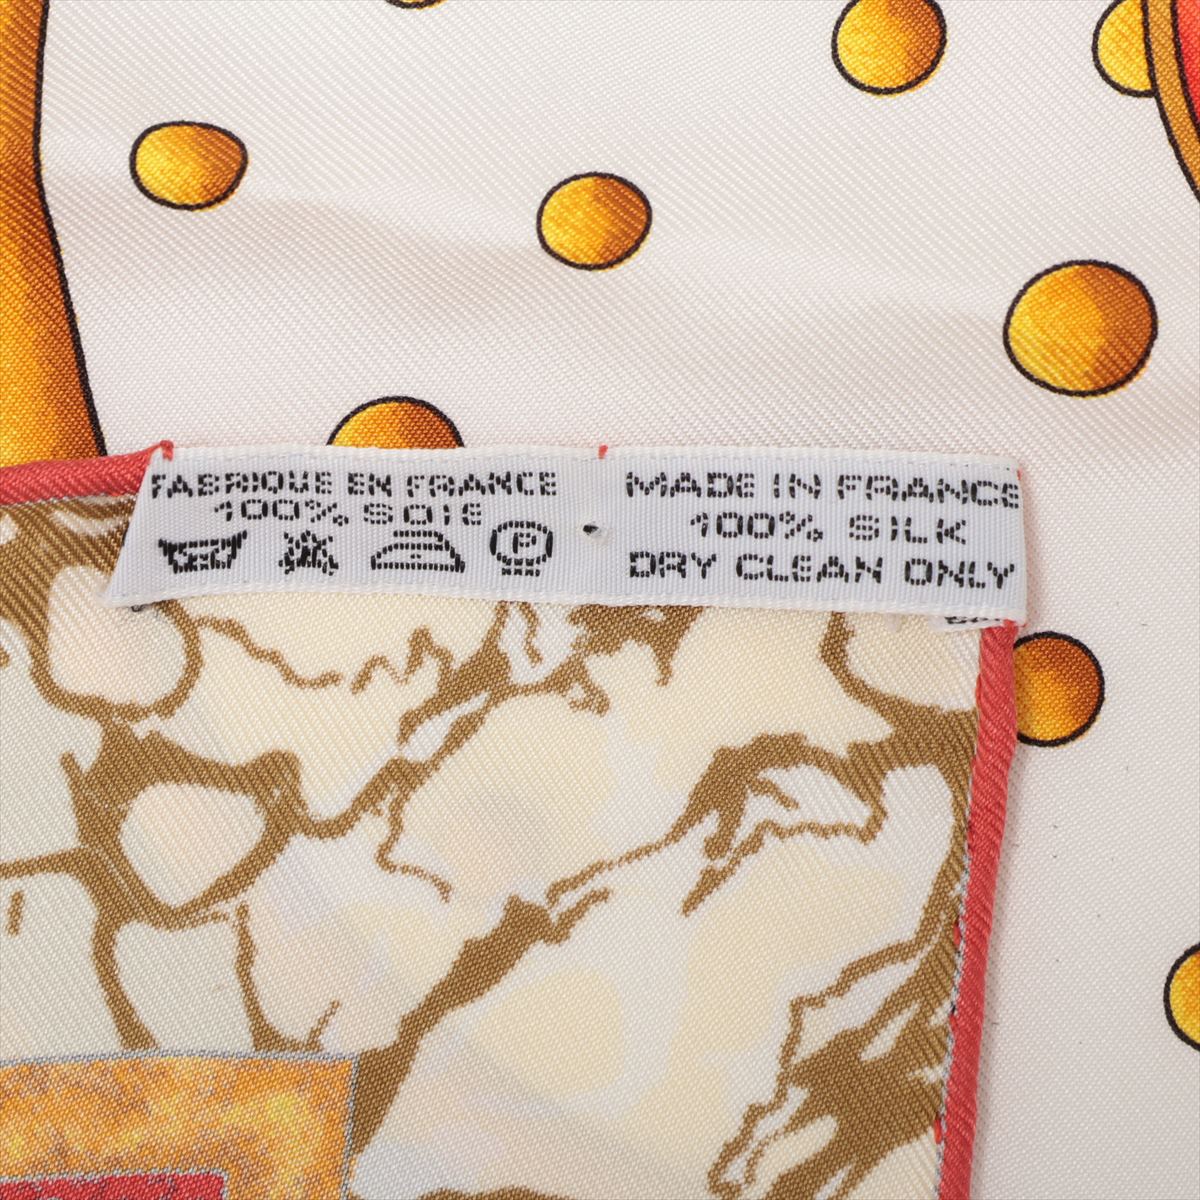 FABRIQUE EN FRANCE
100% SOIE
P
MADE IN FRANCE
100% SILK
DRY CLEAN ONLY